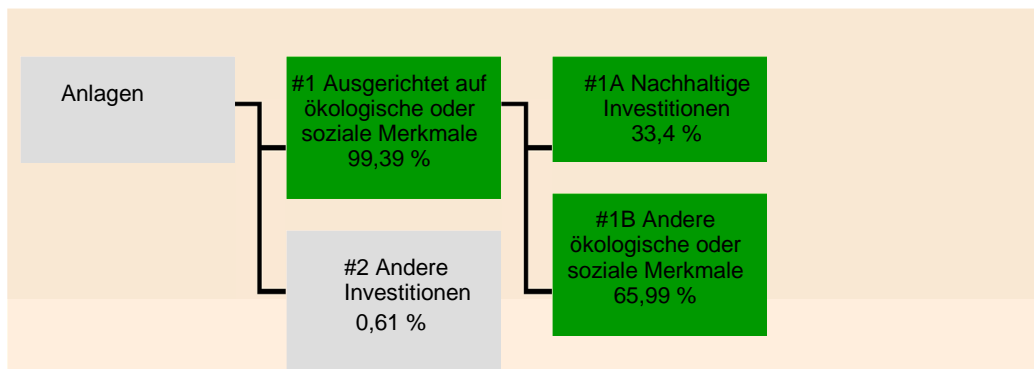 Anlagen
#1 Ausgerichtet auf
ökologische oder
soziale Merkmale
99,39 %
#2 Andere
Investitionen
0,61 %
#1A Nachhaltige
Investitionen
33,4 %
#1B Andere
ökologische oder
soziale Merkmale
65,99 %